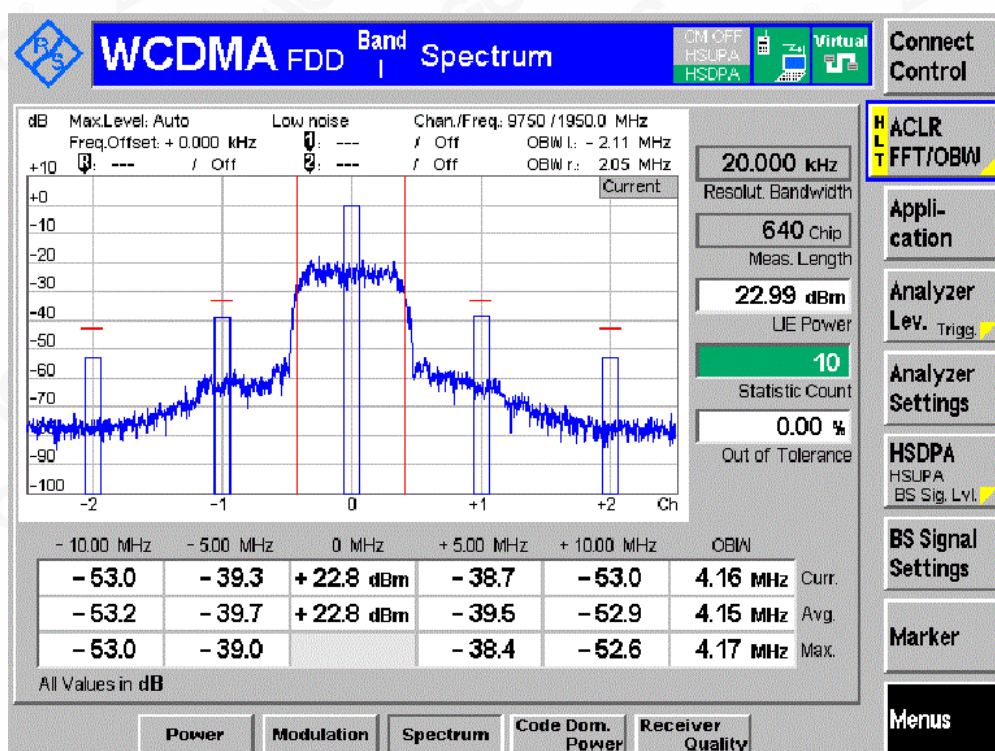 R&S
WCDMA FDD Band I Spectrum
CM OFF
HSUPA
HSDPA
Virtual
Connect Control
dB Max.Level: Auto Low noise Chan./Freq.: 9750 / 1950.0 MHz
Freq.Offset: + 0.000 kHz 1: --- / Off OBW l.: - 2.11 MHz
3: --- / Off 2: --- / Off OBW r.: 2.05 MHz
Current
+10
+0
-10
-20
-30
-40
-50
-60
-70
-90
-100
-2 -1 0 +1 +2 Ch
20.000 kHz
Resolut. Bandwidth
640 Chip
Meas. Length
22.99 dBm
UE Power
10
Statistic Count
0.00 %
Out of Tolerance
- 10.00 MHz - 5.00 MHz 0 MHz + 5.00 MHz + 10.00 MHz OBW
- 53.0 - 39.3 + 22.8 dBm - 38.7 - 53.0 4.16 MHz Curr.
- 53.2 - 39.7 + 22.8 dBm - 39.5 - 52.9 4.15 MHz Avg.
- 53.0 - 39.0 - 38.4 - 52.6 4.17 MHz Max.
All Values in dB
HLT
ACLR
FFT/OBW
Appli-
cation
Analyzer
Lev. Trigg.
Analyzer
Settings
HSDPA
HSUPA
BS Sig. Lvl.
BS Signal
Settings
Marker
Menus
Power
Modulation
Spectrum
Code Dom.
Power
Receiver
Quality